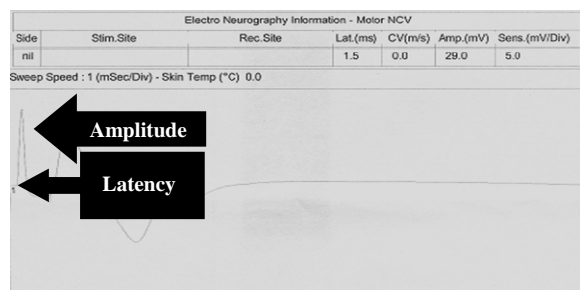 Electro Neurography Information - Motor NCV
Side Stim.Site Rec.Site Lat.(ms) CV(m/s) Amp.(mV) Sens.(mV/Div)
nil 1.5 0.0 29.0 5.0
Sweep Speed : 1 (mSec/Div) - Skin Temp (°C) 0.0
Amplitude
1
Latency